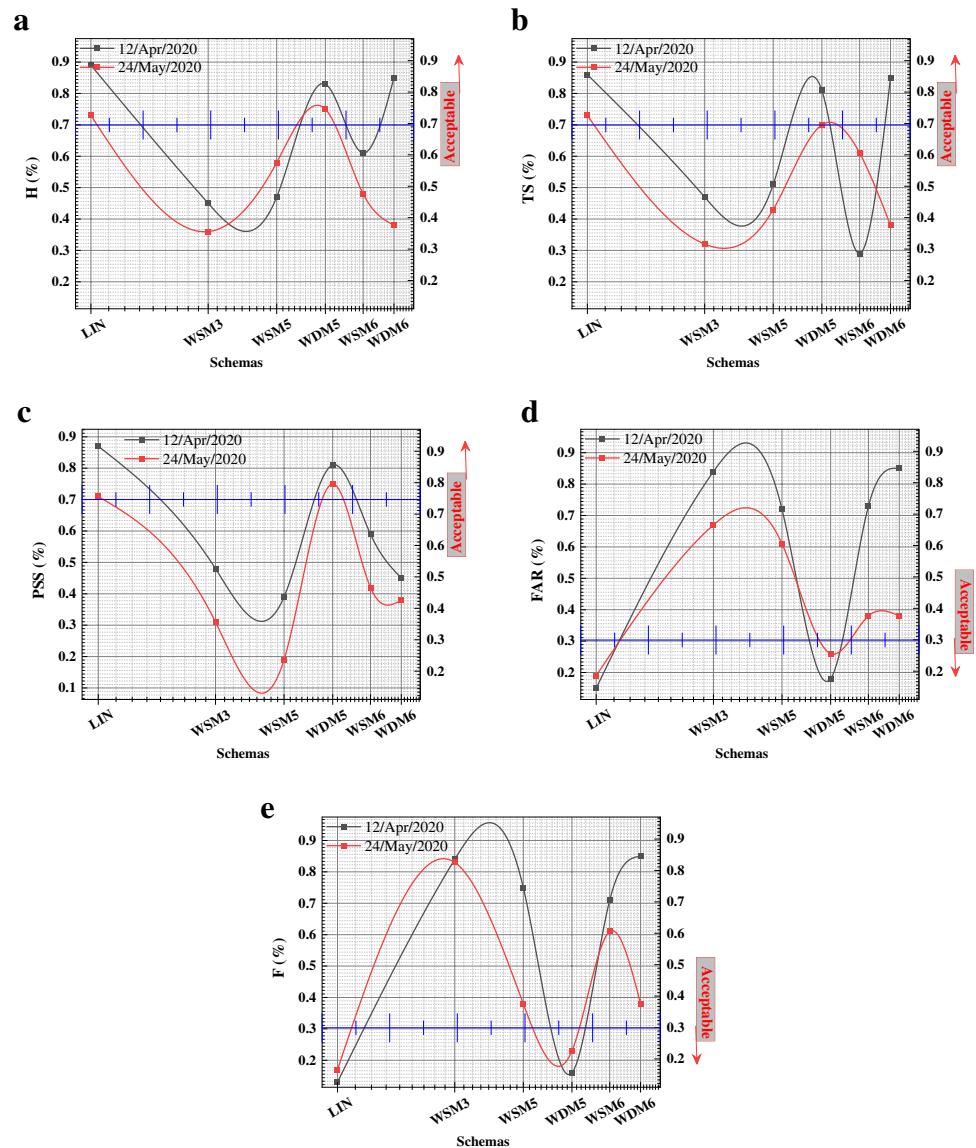 a
12/Apr/2020
24/May/2020
0.9
0.8
0.7
0.6
0.5
0.4
0.3
0.2
H (%)
0.9
0.8
0.7
0.6
0.5
0.4
0.3
0.2
Acceptable
LIN
WSM3
WSM5
WDM5
WSM6
WDM6
Schemas
b
12/Apr/2020
24/May/2020
0.9
0.8
0.7
0.6
0.5
0.4
0.3
0.2
TS (%)
0.9
0.8
0.7
0.6
0.5
0.4
0.3
0.2
Acceptable
LIN
WSM3
WSM5
WDM5
WSM6
WDM6
Schemas
c
12/Apr/2020
24/May/2020
0.9
0.8
0.7
0.6
0.5
0.4
0.3
0.2
0.1
PSS (%)
0.9
0.8
0.7
0.6
0.5
0.4
0.3
0.2
Acceptable
LIN
WSM3
WSM5
WDM5
WSM6
WDM6
Schemas
d
12/Apr/2020
24/May/2020
0.9
0.8
0.7
0.6
0.5
0.4
0.3
0.2
FAR (%)
0.9
0.8
0.7
0.6
0.5
0.4
0.3
0.2
Acceptable
LIN
WSM3
WSM5
WDM5
WSM6
WDM6
Schemas
e
12/Apr/2020
24/May/2020
0.9
0.8
0.7
0.6
0.5
0.4
0.3
0.2
F (%)
0.9
0.8
0.7
0.6
0.5
0.4
0.3
0.2
Acceptable
LIN
WSM3
WSM5
WDM5
WSM6
WDM6
Schemas